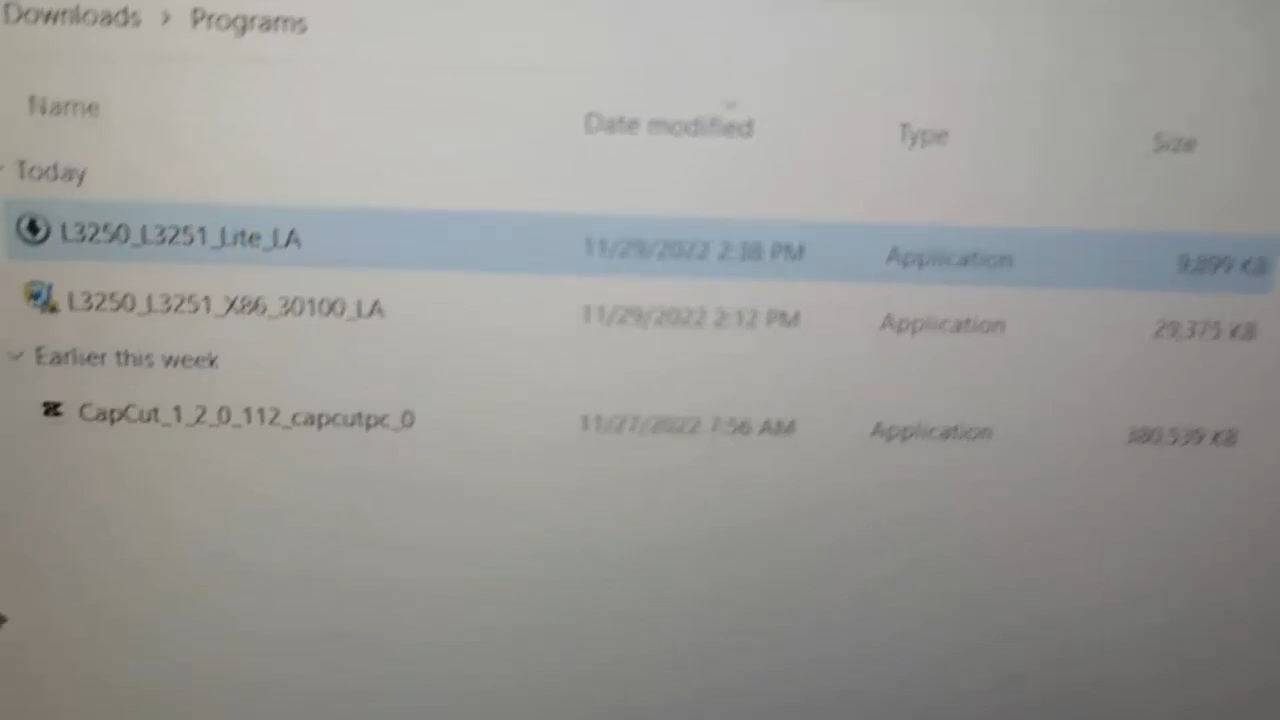 Downloads > Programs
Name Date modified Type Size
Today
L3250_L3251_Lite_LA 11/29/2022 2:38 PM Application 9,899 KB
L3250_L3251_X86_30100_LA 11/29/2022 2:12 PM Application 29,375 KB
Earlier this week
CapCut_1_2_0_112_capcutpc_0 11/27/2022 7:56 AM Application KB